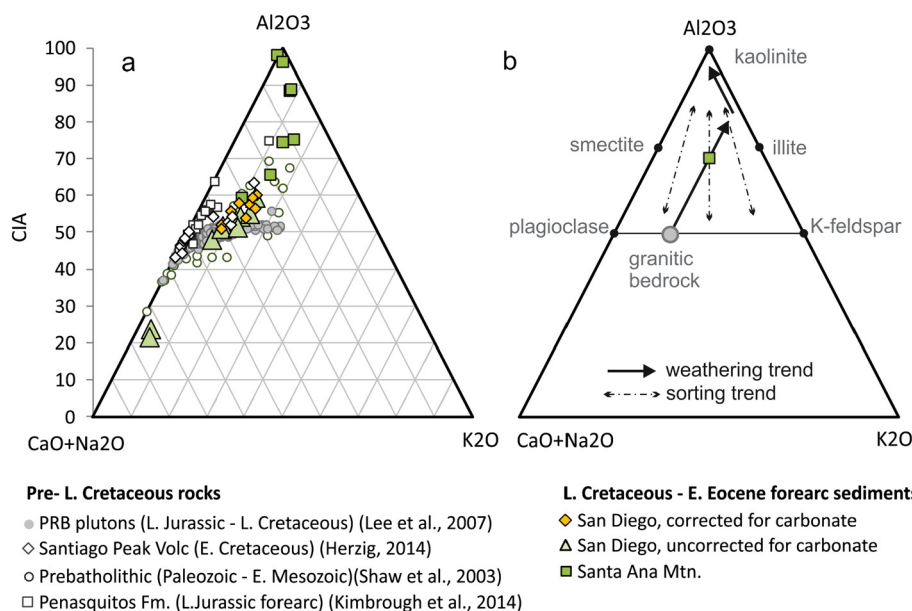 Al2O3
a
100
90
80
70
60
50
40
30
20
10
0
CIA
CaO+Na2O
K2O
b
Al2O3
kaolinite
smectite
illite
plagioclase
K-feldspar
granitic
bedrock
weathering trend
sorting trend
CaO+Na2O
K2O
Pre- L. Cretaceous rocks
PRB plutons (L. Jurassic - L. Cretaceous) (Lee et al., 2007)
Santiago Peak Volc (E. Cretaceous) (Herzig, 2014)
Prebatholithic (Paleozoic - E. Mesozoic)(Shaw et al., 2003)
Penasquitos Fm. (L.Jurassic forearc) (Kimbrough et al., 2014)
L. Cretaceous - E. Eocene forearc sediments
San Diego, corrected for carbonate
San Diego, uncorrected for carbonate
Santa Ana Mtn.